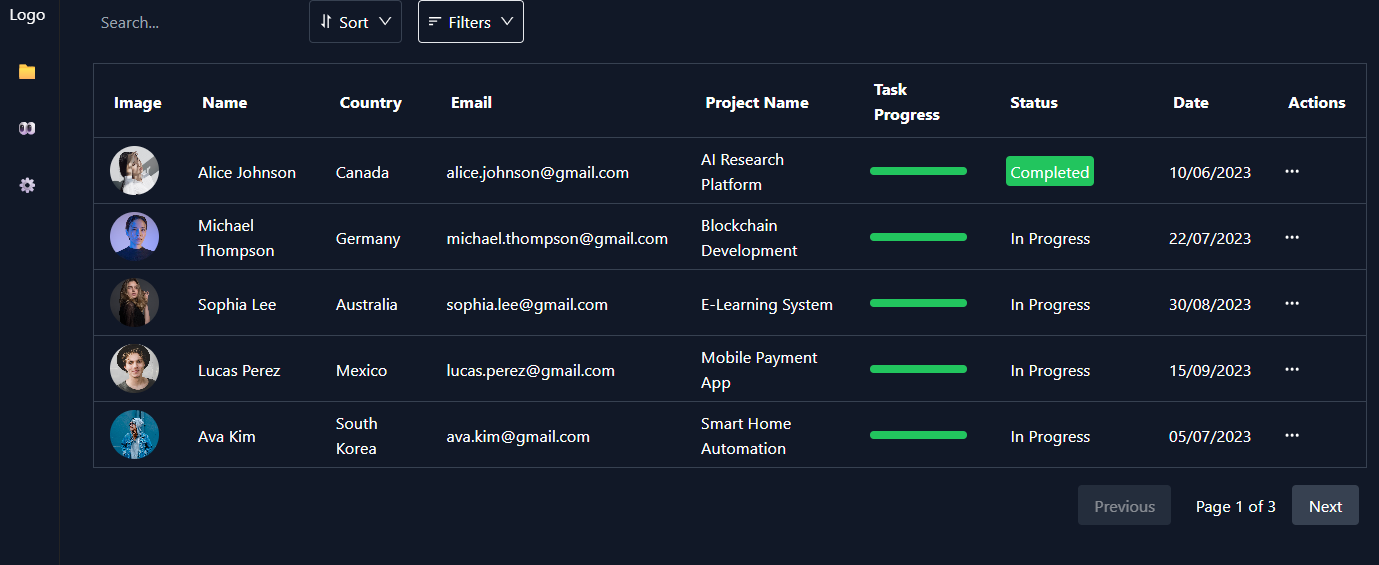 Logo
Search...
Sort
Filters
Image Name Country Email Project Name Task Progress Status Date Actions
Alice Johnson Canada alice.johnson@gmail.com AI Research Platform Completed 10/06/2023 ···
Michael Thompson Germany michael.thompson@gmail.com Blockchain Development In Progress 22/07/2023 ···
Sophia Lee Australia sophia.lee@gmail.com E-Learning System In Progress 30/08/2023 ···
Lucas Perez Mexico lucas.perez@gmail.com Mobile Payment App In Progress 15/09/2023 ···
Ava Kim South Korea ava.kim@gmail.com Smart Home Automation In Progress 05/07/2023 ···
Previous Page 1 of 3 Next